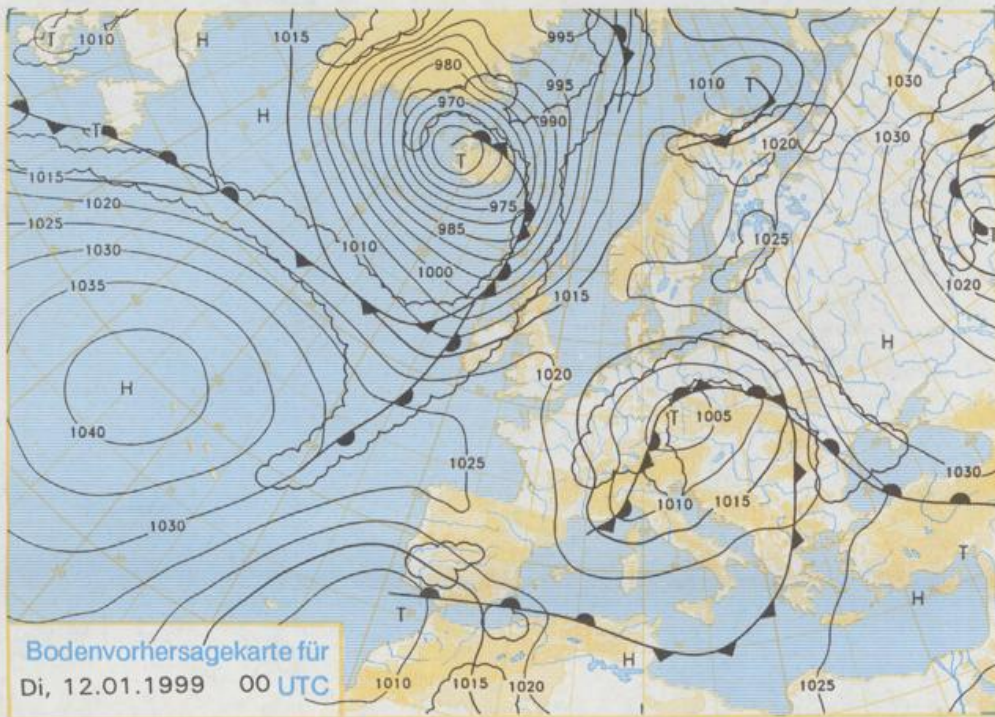 T 1010 H 1015 995
980 1010 T 1030
H 970 995
990
T 1020 1030
T
1015
1020 975
1025 985 1025 T
1010
1030 1000
1035 1015 1020
H
H 1020
T 1005
1040
1025 1030
1010 1015
1030
T
T H
Bodenvorhersagekarte für
Di, 12.01.1999 00 UTC
H
1010 1015 1020 1025